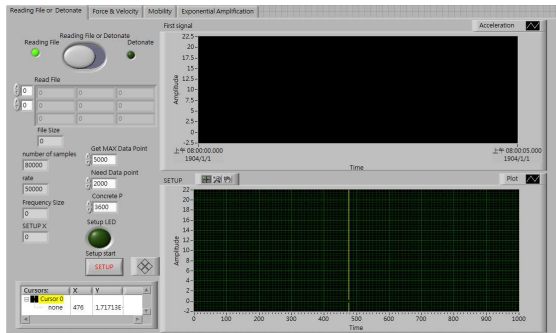 Reading File or Detonate
Force & Velocity
Mobility
Exponential Amplification
First signal
Acceleration
Reading File or Detonate
Reading File
Detonate
Read File
0
0 0 0
0
0 0 0
0 0 0
File Size
0
number of samples
80000
rate
50000
Frequency Size
0
SETUP X
0
Get MAX Data Point
5000
Need Data point
2000
Concrete P
3600
Setup LED
Setup start
SETUP
Cursors: X Y
Cursor 0
none 476 1.71713E
Amplitude
22.5
20
17.5
15
12.5
10
7.5
5
2.5
0
-2.5
上午 08:00:00.000
1904/1/1
上午 08:00:05.000
1904/1/1
Time
SETUP
Plot
Amplitude
22
20
18
16
14
12
10
8
6
4
2
0
-2
0 100 200 300 400 500 600 700 800 900 1000
Time